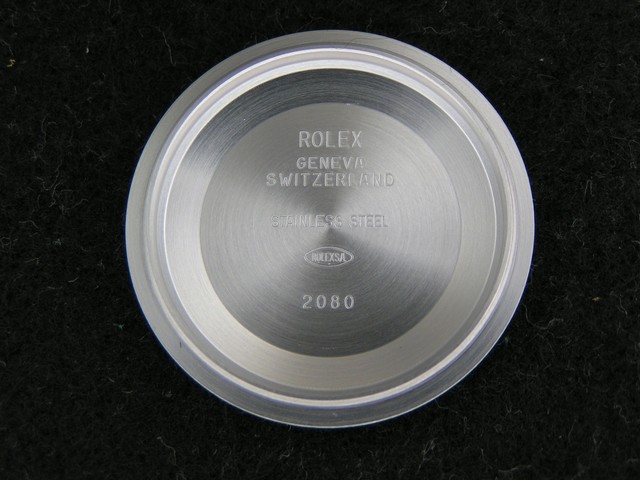 ROLEX
GENEVA
SWITZERLAND
STAINLESS STEEL
ROLEXSA
2080